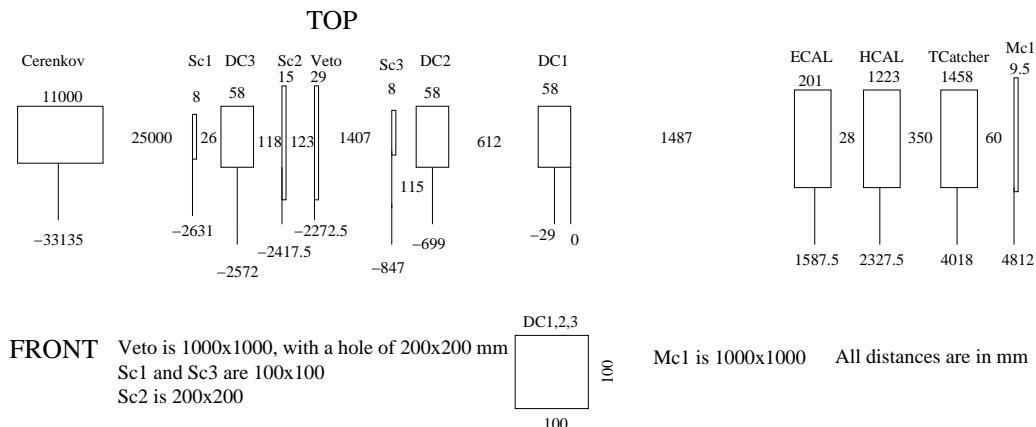 TOP
Cerenkov
11000
25000
−33135
Sc1
8
26
−2631
DC3
58
118
−2572
Sc2
15
123
−2417.5
Veto
29
1407
−2272.5
Sc3
8
115
−847
DC2
58
612
−699
DC1
58
−29
0
1487
ECAL
201
28
1587.5
HCAL
1223
350
2327.5
TCatcher
1458
60
4018
Mc1
9.5
4812
FRONT
Veto is 1000x1000, with a hole of 200x200 mm
Sc1 and Sc3 are 100x100
Sc2 is 200x200
DC1,2,3
100
100
Mc1 is 1000x1000
All distances are in mm